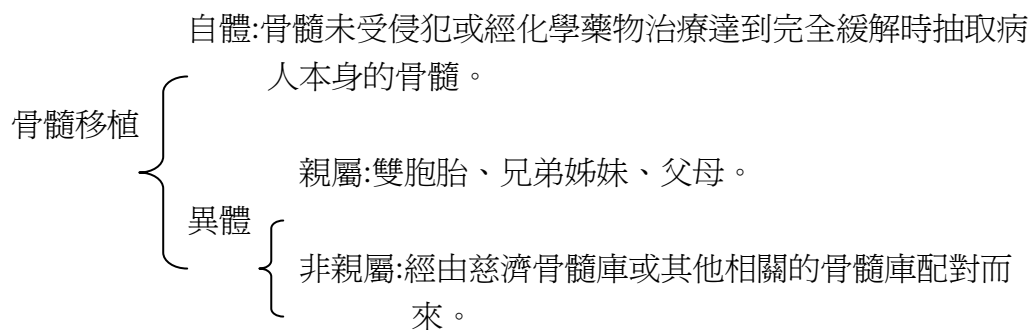 自體:骨髓未受侵犯或經化學藥物治療達到完全緩解時抽取病
人本身的骨髓。
骨髓移植
親屬:雙胞胎、兄弟姊妹、父母。
異體
非親屬:經由慈濟骨髓庫或其他相關的骨髓庫配對而
來。